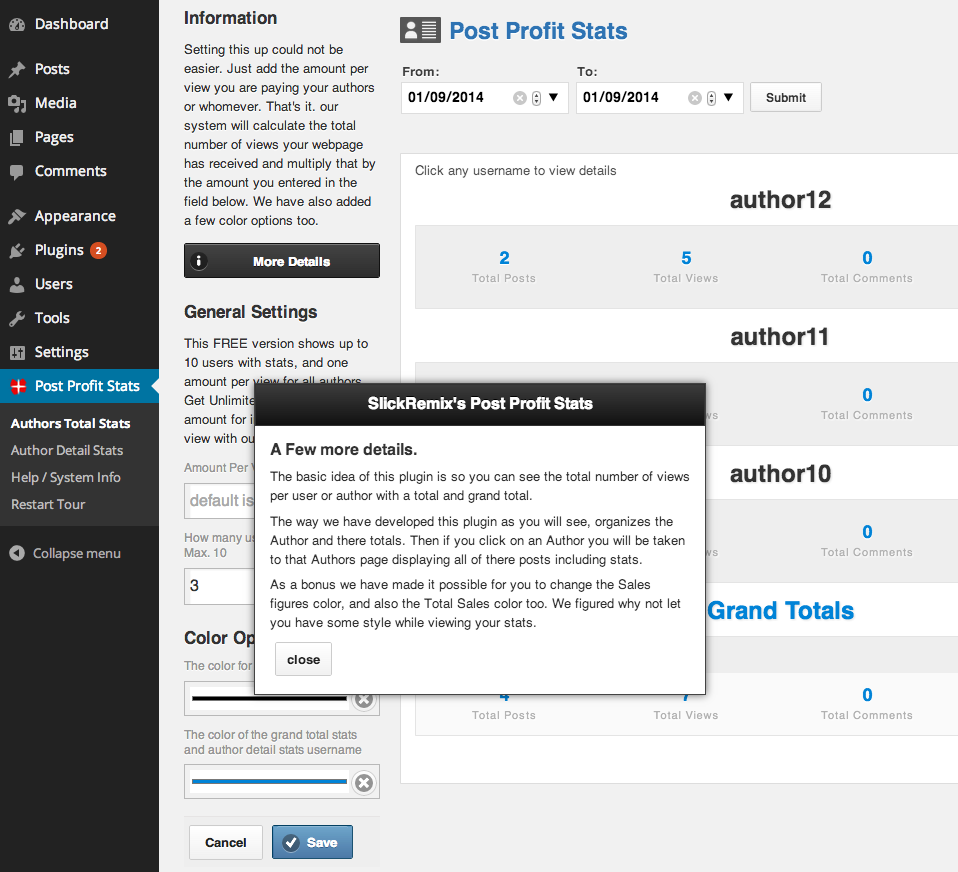 Dashboard
Posts
Media
Pages
Comments
Appearance
Plugins 2
Users
Tools
Settings
Post Profit Stats
Authors Total Stats
Author Detail Stats
Help / System Info
Restart Tour
Collapse menu
Information
Setting this up could not be
easier. Just add the amount per
view you are paying your authors
or whomever. That's it. our
system will calculate the total
number of views your webpage
has received and multiply that by
the amount you entered in the
field below. We have also added
a few color options too.
More Details
General Settings
This FREE version shows up to
10 users with stats, and one
amount per view for all authors.
Get Unlimite
amount for i
view with ou
Amount Per V
default is
How many us
Max. 10
3
Color Op
The color for
The color of the grand total stats
and author detail stats username
Cancel
Save
Post Profit Stats
From: To:
01/09/2014 01/09/2014 Submit
Click any username to view details
author12
2 5 0
Total Posts Total Views Total Comments
author11
0
Total Comments
author10
0
Total Comments
Grand Totals
4 7 0
Total Posts Total Views Total Comments
SlickRemix's Post Profit Stats
A Few more details.
The basic idea of this plugin is so you can see the total number of views
per user or author with a total and grand total.
The way we have developed this plugin as you will see, organizes the
Author and there totals. Then if you click on an Author you will be taken
to that Authors page displaying all of there posts including stats.
As a bonus we have made it possible for you to change the Sales
figures color, and also the Total Sales color too. We figured why not let
you have some style while viewing your stats.
close